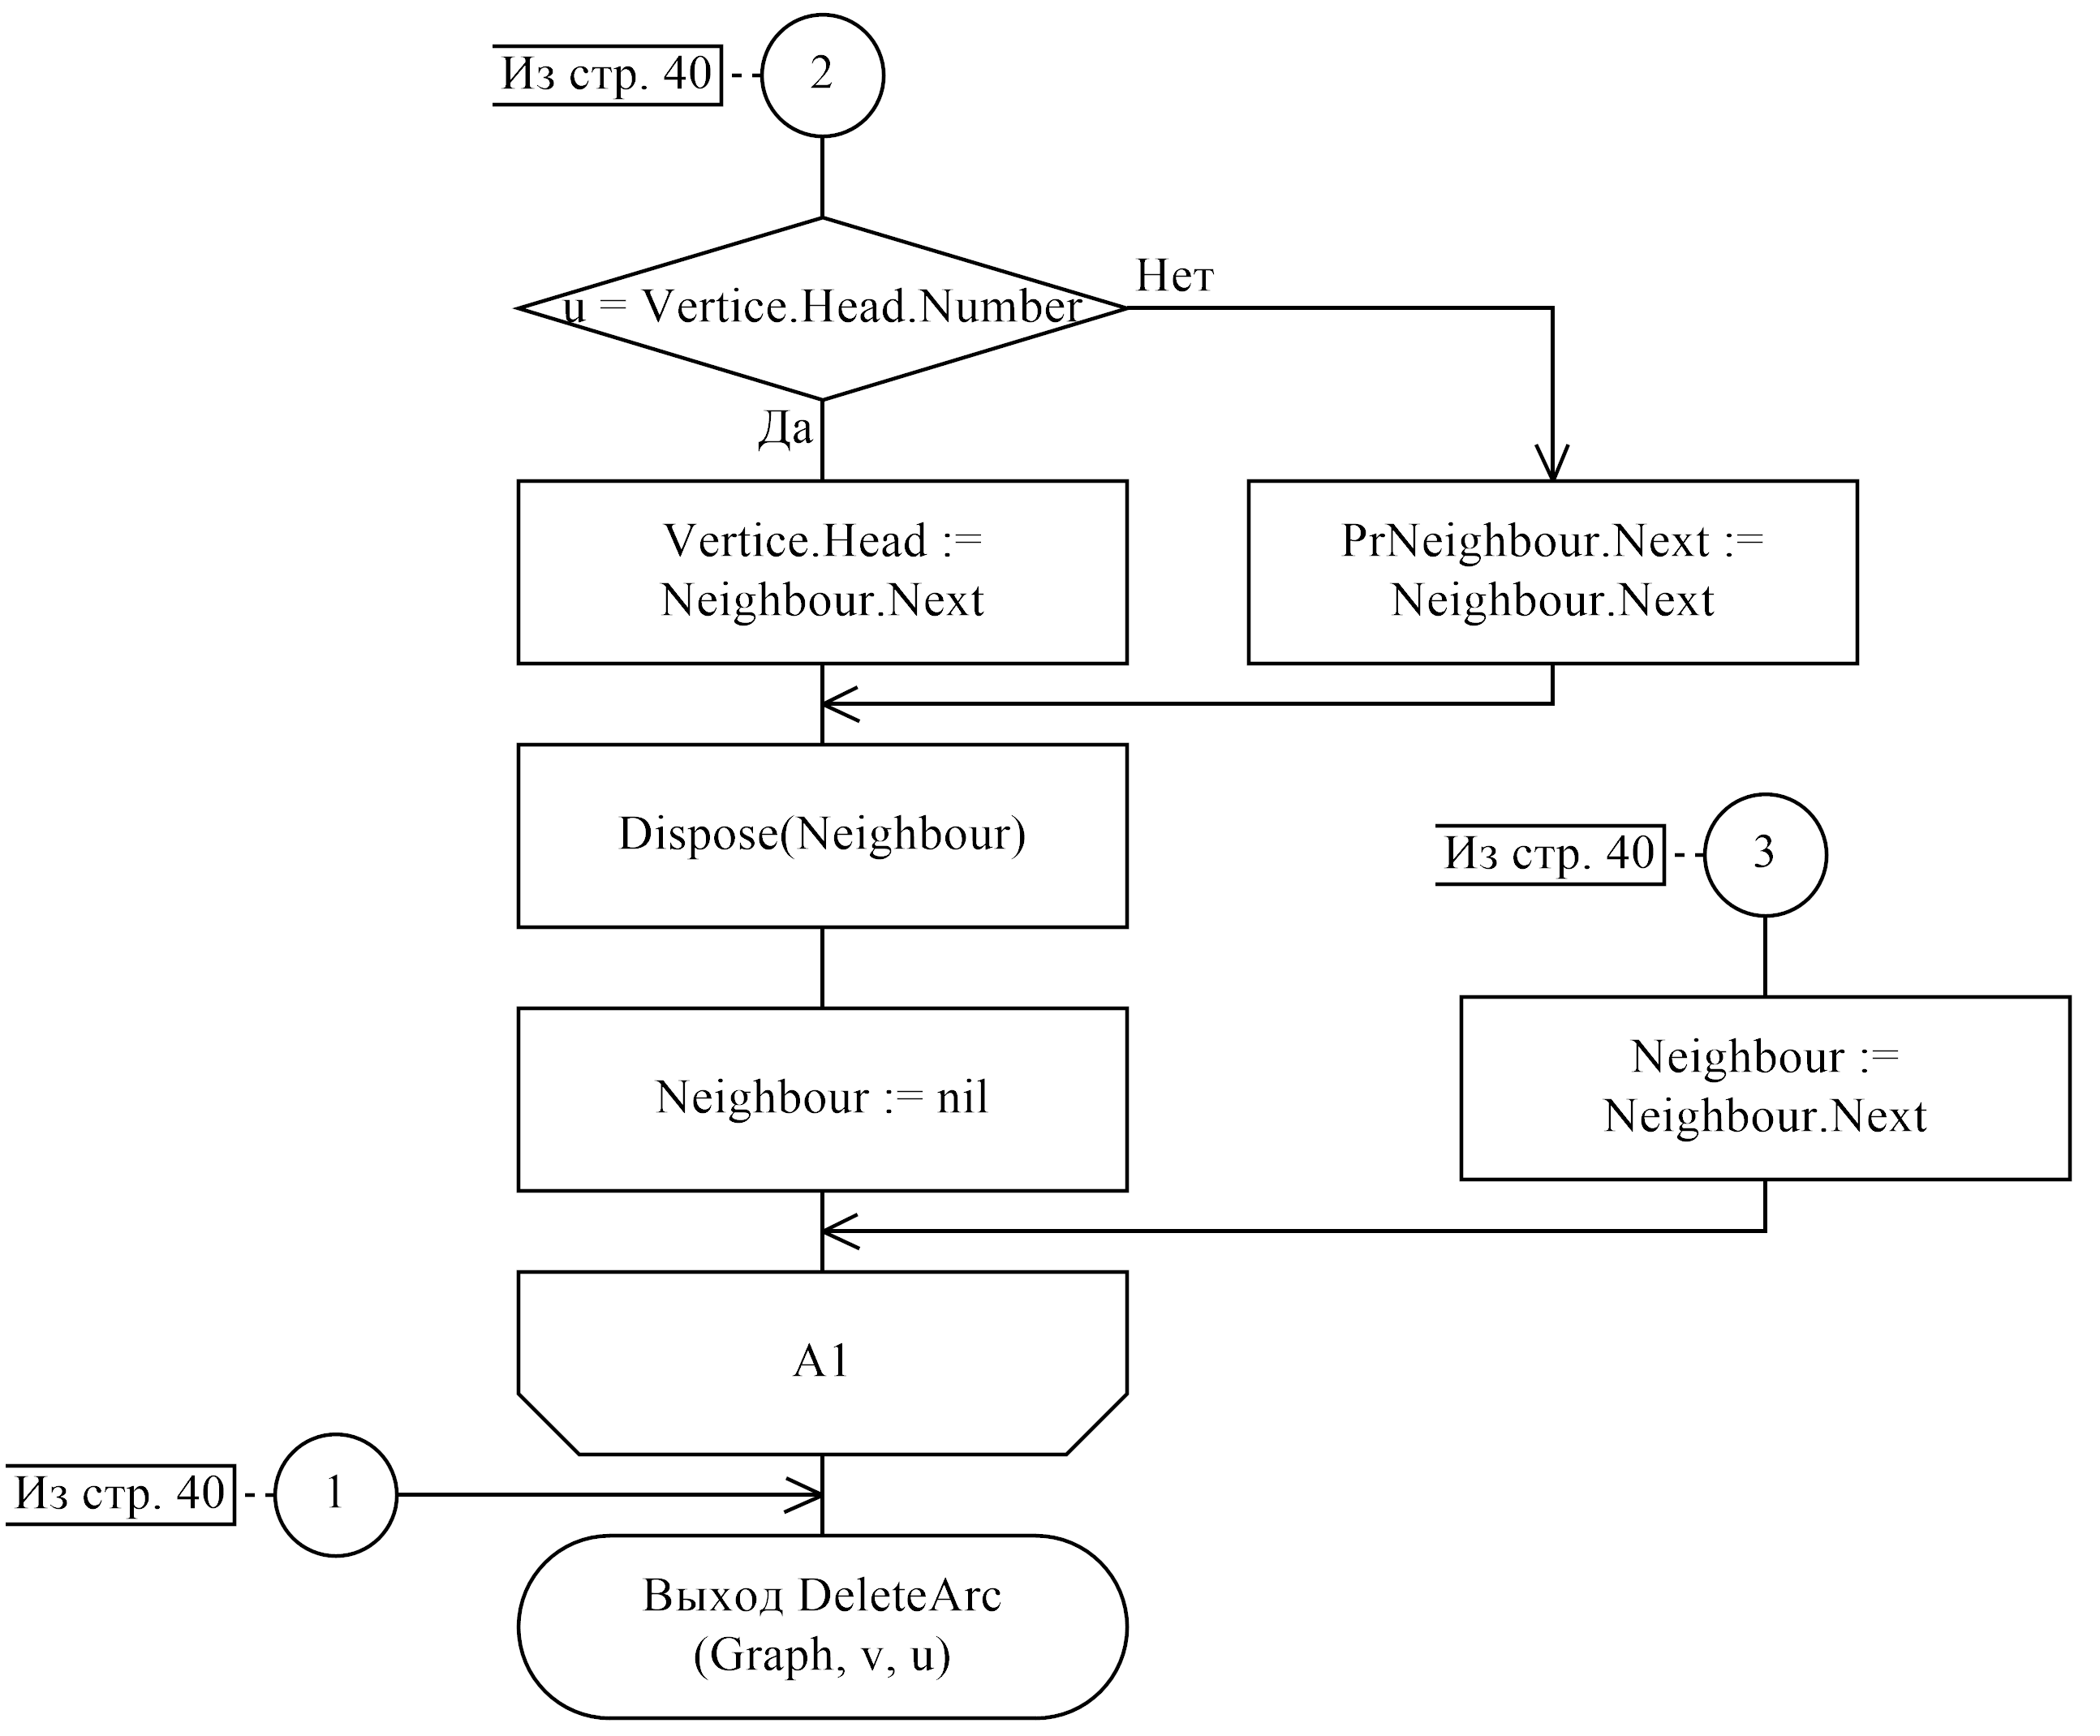 Из стр. 40
2
u = Vertice.Head.Number
Нет
Да
Vertice.Head :=
Neighbour.Next
PrNeighbour.Next :=
Neighbour.Next
Dispose(Neighbour)
Из стр. 40
3
Neighbour := nil
Neighbour :=
Neighbour.Next
A1
Из стр. 40
1
Выход DeleteArc
(Graph, v, u)